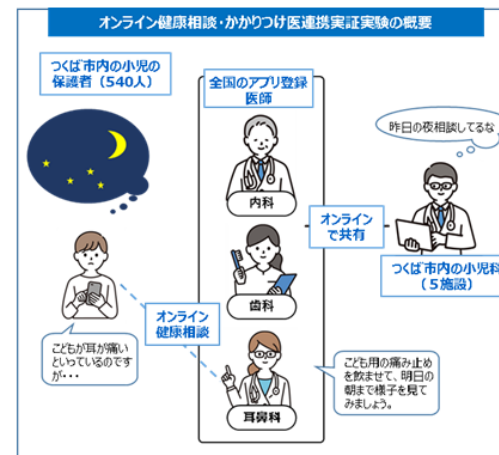 オンライン健康相談・かかりつけ医連携実証実験の概要
つくば市内の小児の
保護者（540人）
全国のアプリ登録
医師
昨日の夜相談してるな
内科
オンライン
で共有
つくば市内の小児科
（５施設）
歯科
オンライン
健康相談
こどもが耳が痛い
といっているのです
が・・・
こども用の痛み止め
を飲ませて、明日の
朝まで様子を見て
みましょう。
耳鼻科